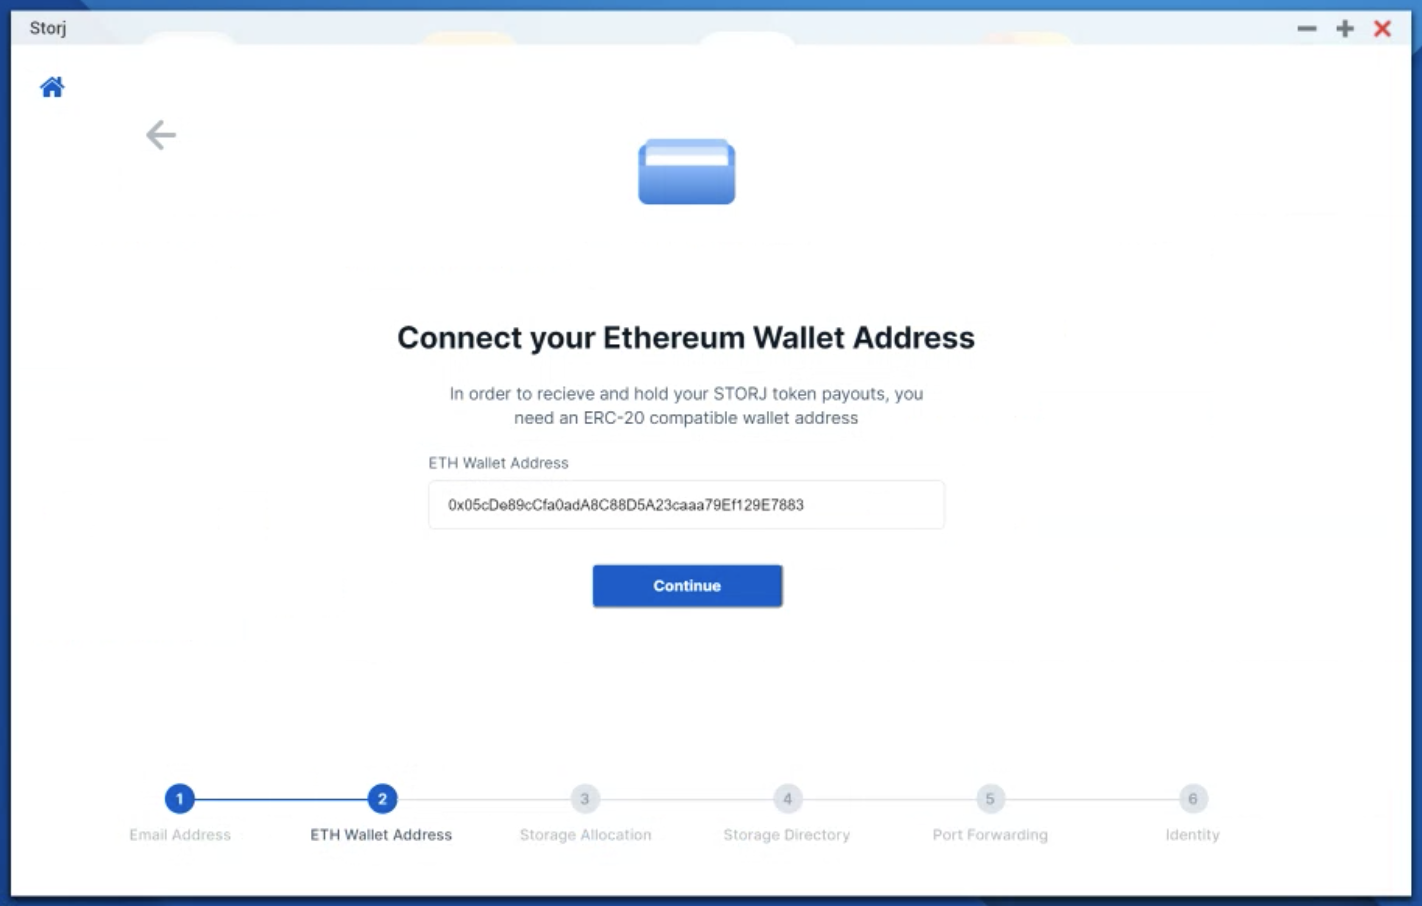 Storj
Connect your Ethereum Wallet Address
In order to recieve and hold your STORJ token payouts, you
need an ERC-20 compatible wallet address
ETH Wallet Address
0x05cDe89cCfa0adA8C88D5A23caaa79Ef129E7883
Continue
1
2
3
4
5
6
Email Address
ETH Wallet Address
Storage Allocation
Storage Directory
Port Forwarding
Identity